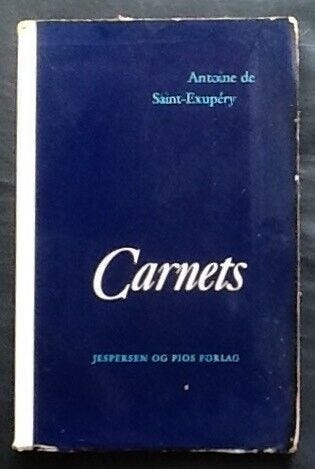 Antoine de
Saint-Exupéry
Carnets
JESPERSEN OG PIOS FORLAG